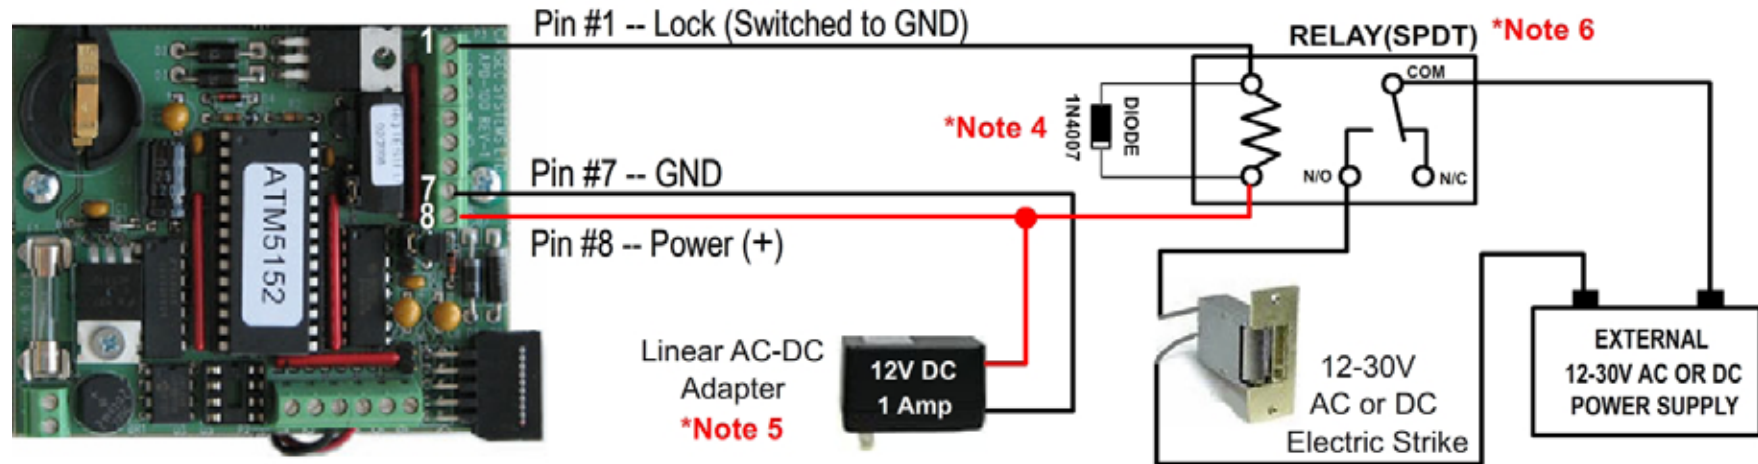 Pin #1 -- Lock (Switched to GND)
1
RELAY(SPDT) *Note 6
COM
*Note 4
1N4007
DIODE
N/O
N/C
ATM5152
Pin #7 -- GND
7
8
Pin #8 -- Power (+)
Linear AC-DC
Adapter
*Note 5
12V DC
1 Amp
12-30V
AC or DC
Electric Strike
EXTERNAL
12-30V AC OR DC
POWER SUPPLY